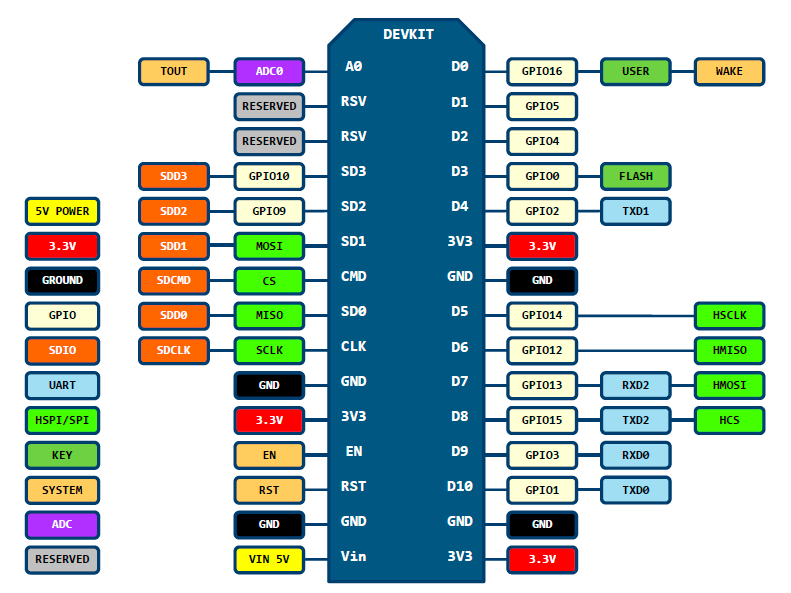 DEVKIT
TOUT ADC0 A0 D0 GPIO16 USER WAKE
RESERVED RSV D1 GPIO5
RESERVED RSV D2 GPIO4
SDD3 GPIO10 SD3 D3 GPIO0 FLASH
5V POWER SDD2 GPIO9 SD2 D4 GPIO2 TXD1
3.3V SDD1 MOSI SD1 3V3 3.3V
GROUND SDCMD CS CMD GND GND
GPIO SDD0 MISO SD0 D5 GPIO14 HSCLK
SDIO SDCLK SCLK CLK D6 GPIO12 HMISO
UART GND GND D7 GPIO13 RXD2 HMOSI
HSPI/SPI 3.3V 3V3 D8 GPIO15 TXD2 HCS
KEY EN EN D9 GPIO3 RXD0
SYSTEM RST RST D10 GPIO1 TXD0
ADC GND GND GND GND
RESERVED VIN 5V Vin 3V3 3.3V